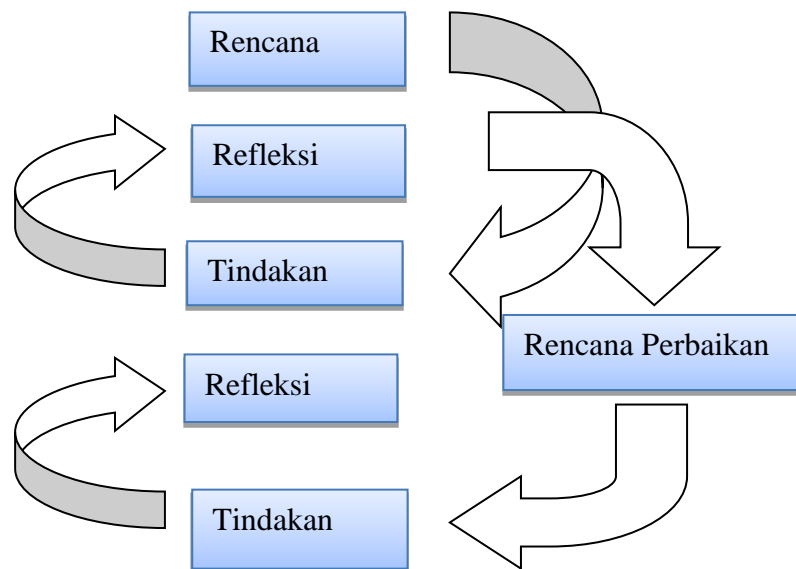 Rencana
Refleksi
Tindakan
Rencana Perbaikan
Refleksi
Tindakan